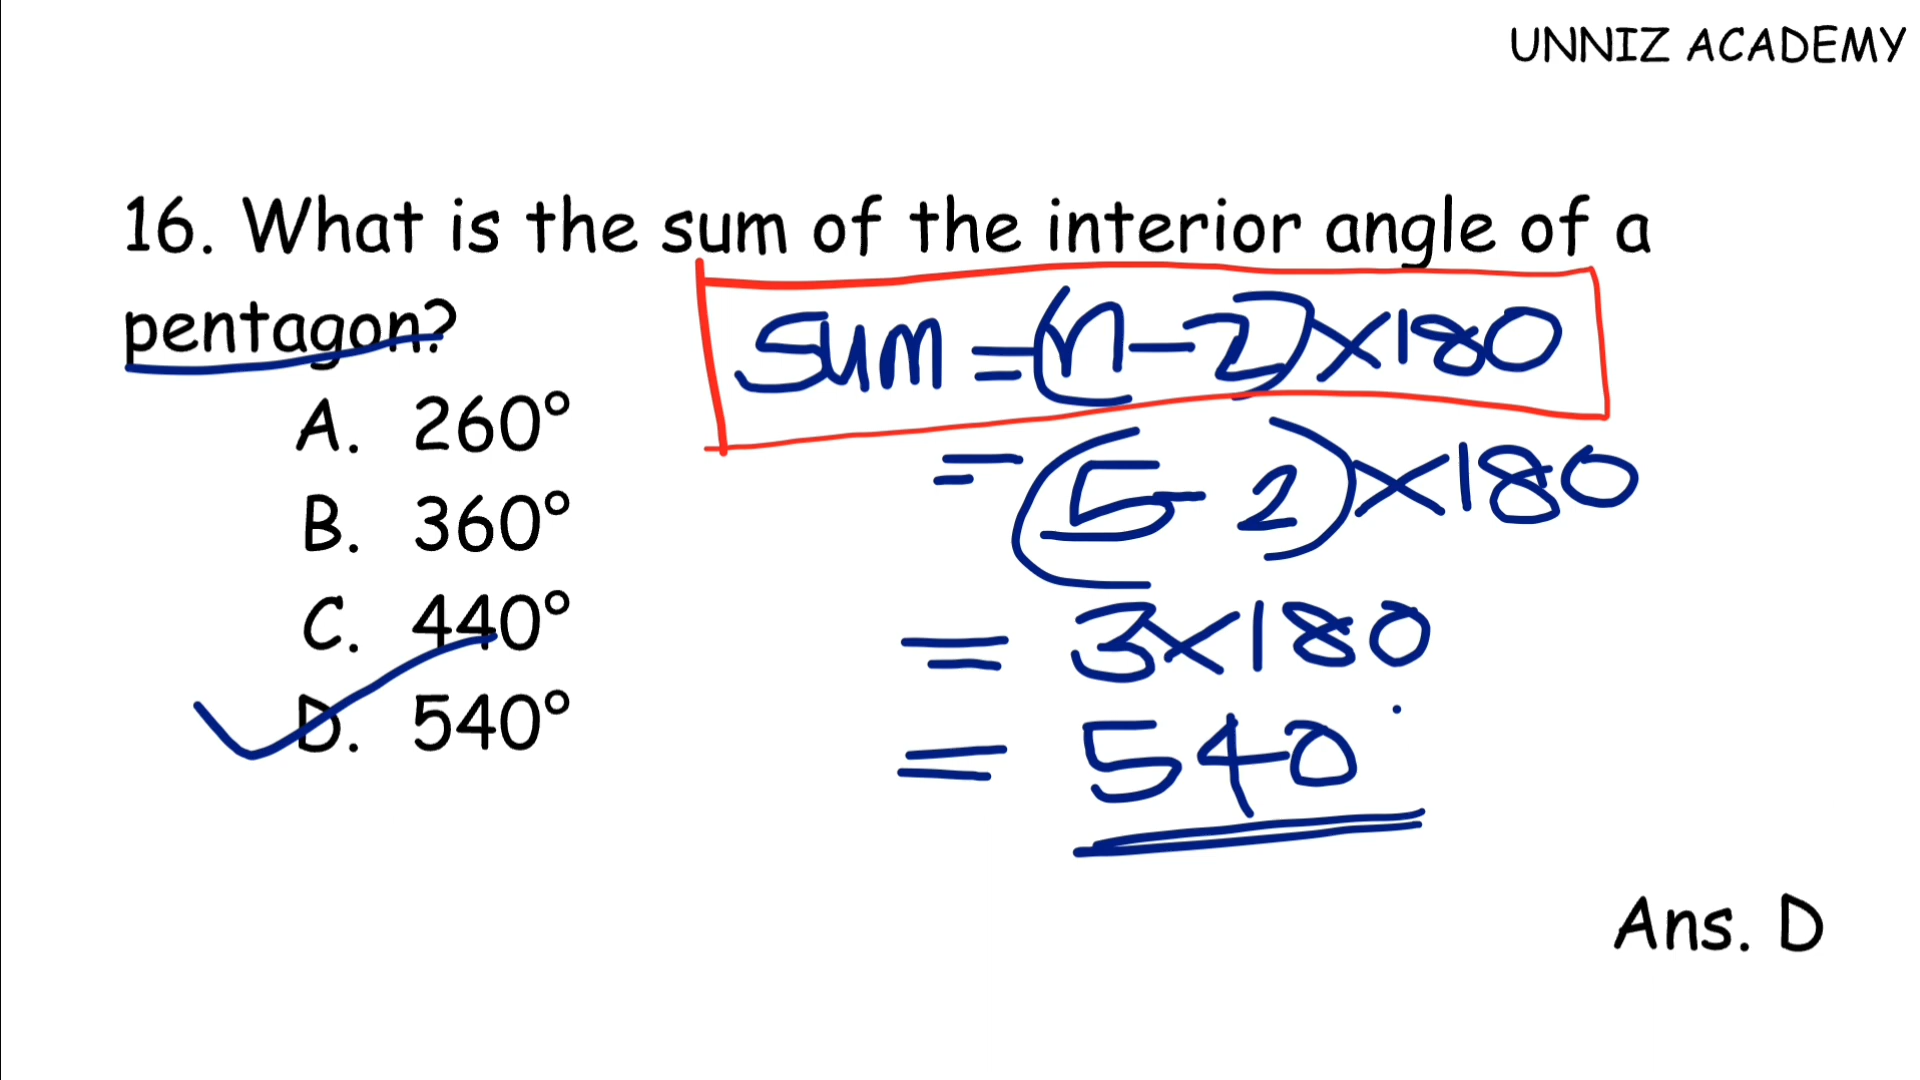 UNNIZ ACADEMY
16. What is the sum of the interior angle of a
pentagon?
sum = (n-2)×180
A. 260°
= (5-2)×180
B. 360°
C. 440°
= 3×180
D. 540°
= 540
Ans. D